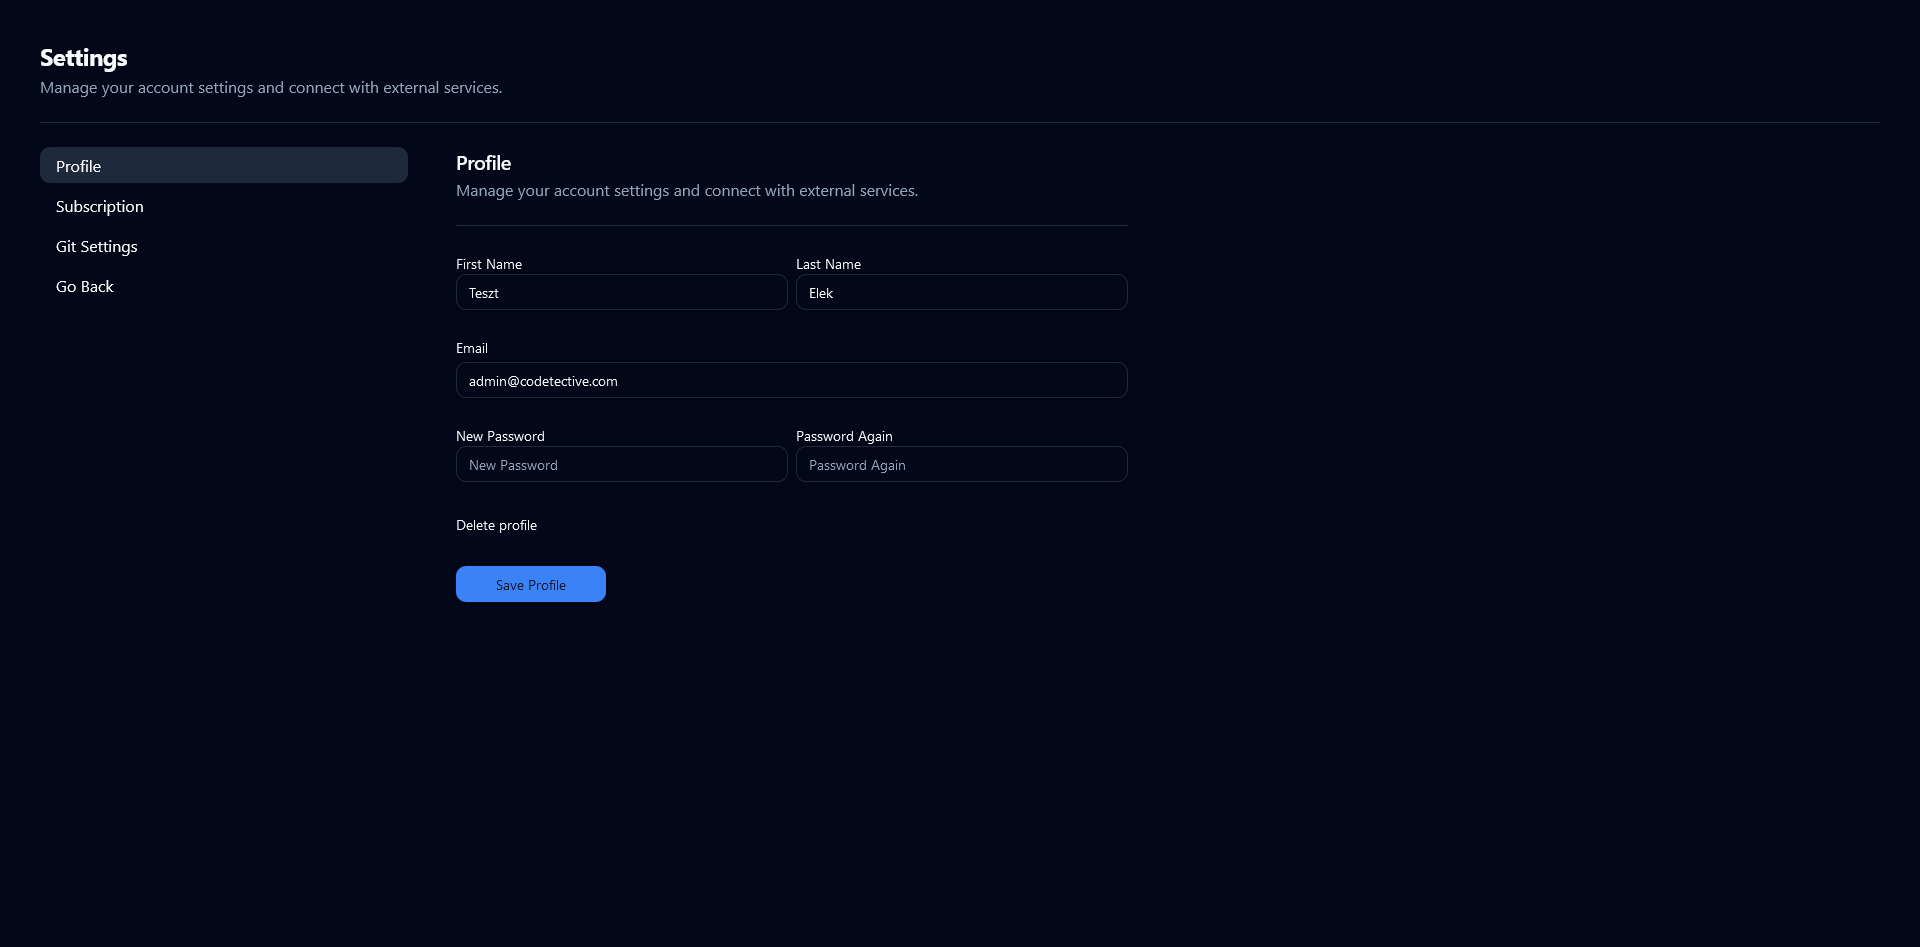 Settings
Manage your account settings and connect with external services.
Profile
Subscription
Git Settings
Go Back
Profile
Manage your account settings and connect with external services.
First Name
Last Name
Teszt
Elek
Email
admin@codetective.com
New Password
Password Again
New Password
Password Again
Delete profile
Save Profile